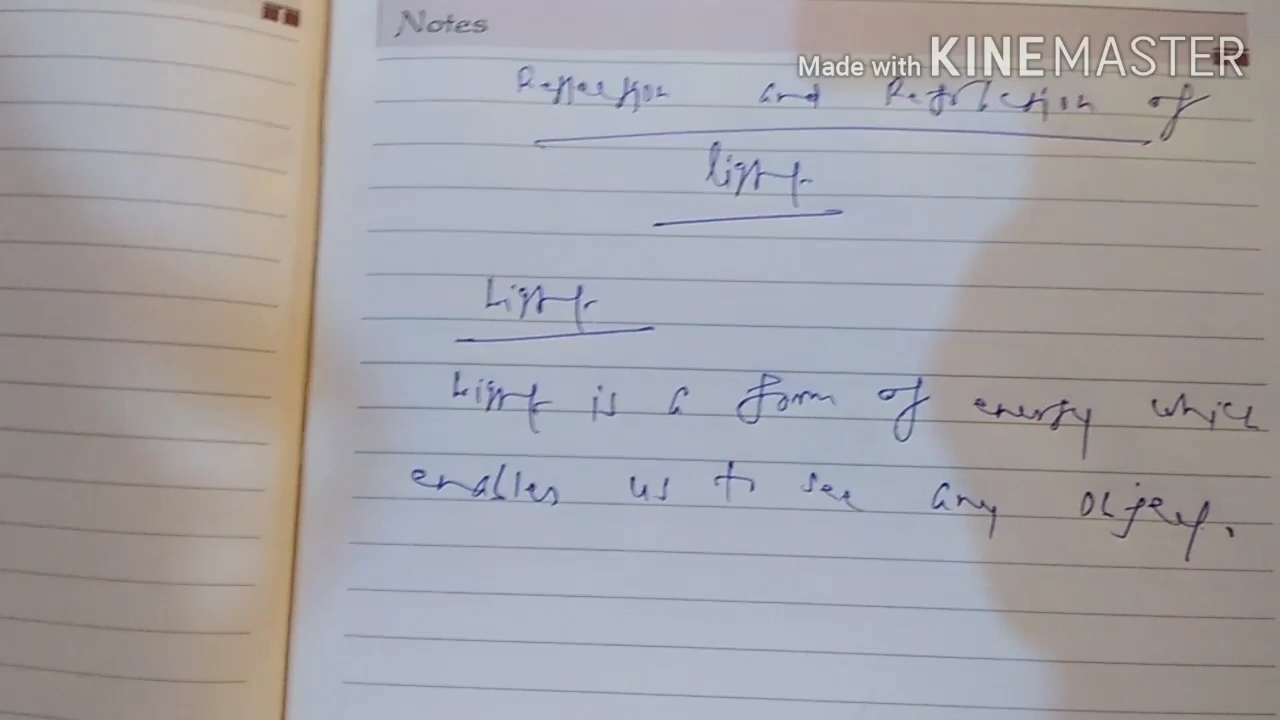 Notes
Made with KINEMASTER
Reflection and Refraction of
light
Light
Light is a form of energy which
enables us to see any object.